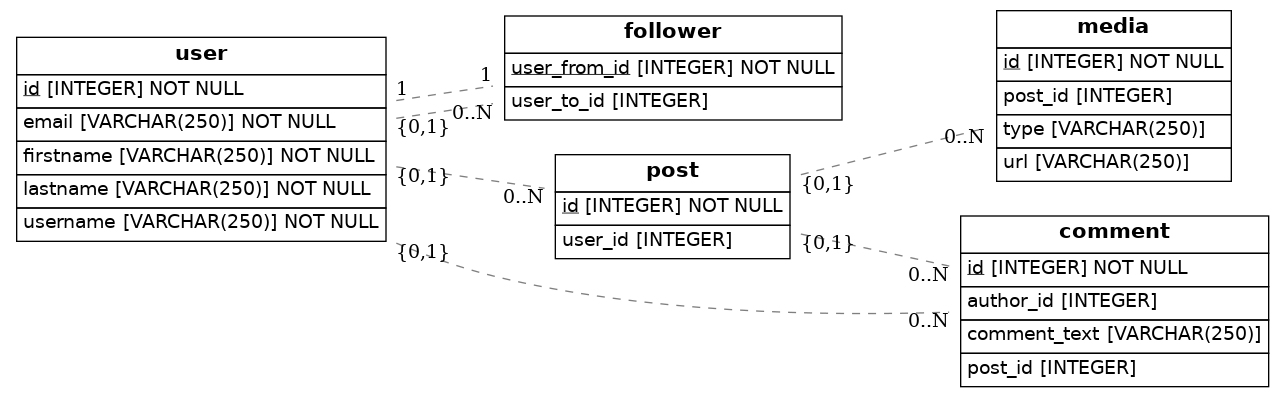 user
id [INTEGER] NOT NULL
email [VARCHAR(250)] NOT NULL
firstname [VARCHAR(250)] NOT NULL
lastname [VARCHAR(250)] NOT NULL
username [VARCHAR(250)] NOT NULL
1
{0,1}
{0,1}
{0,1}
1
0..N
0..N
follower
user_from_id [INTEGER] NOT NULL
user_to_id [INTEGER]
post
id [INTEGER] NOT NULL
user_id [INTEGER]
{0,1}
{0,1}
0..N
0..N
0..N
media
id [INTEGER] NOT NULL
post_id [INTEGER]
type [VARCHAR(250)]
url [VARCHAR(250)]
comment
id [INTEGER] NOT NULL
author_id [INTEGER]
comment_text [VARCHAR(250)]
post_id [INTEGER]